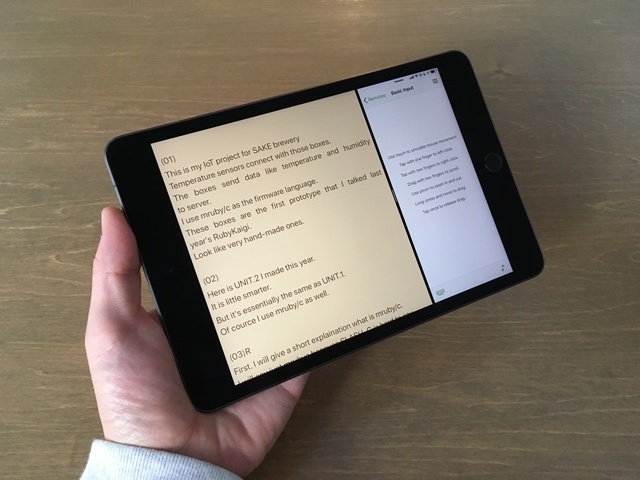 (01)
This is my IoT project for SAKE brewery
Temperature sensors connect with those boxes.
The boxes send data like temperature and humidity
to server.
I use mruby/c as the firmware language.
These boxes are the first prototype that I talked last
year's RubyKaigi.
Look like very hand-made ones.
(02)
Here is UNIT.2 I made this year.
It is little smarter.
But it's essentially the same as UNIT.1.
Of cource I use mruby/c as well.
(03)R
First, I will give a short explaination what is mruby/c.
Remotes
Basic Input
Use touch to simulate mouse movement
Tap with one finger to left-click
Tap with two fingers to right-click
Drag with two fingers to scroll
Use pinch to zoom in and out
Long-press and move to drag
Tap once to release drag